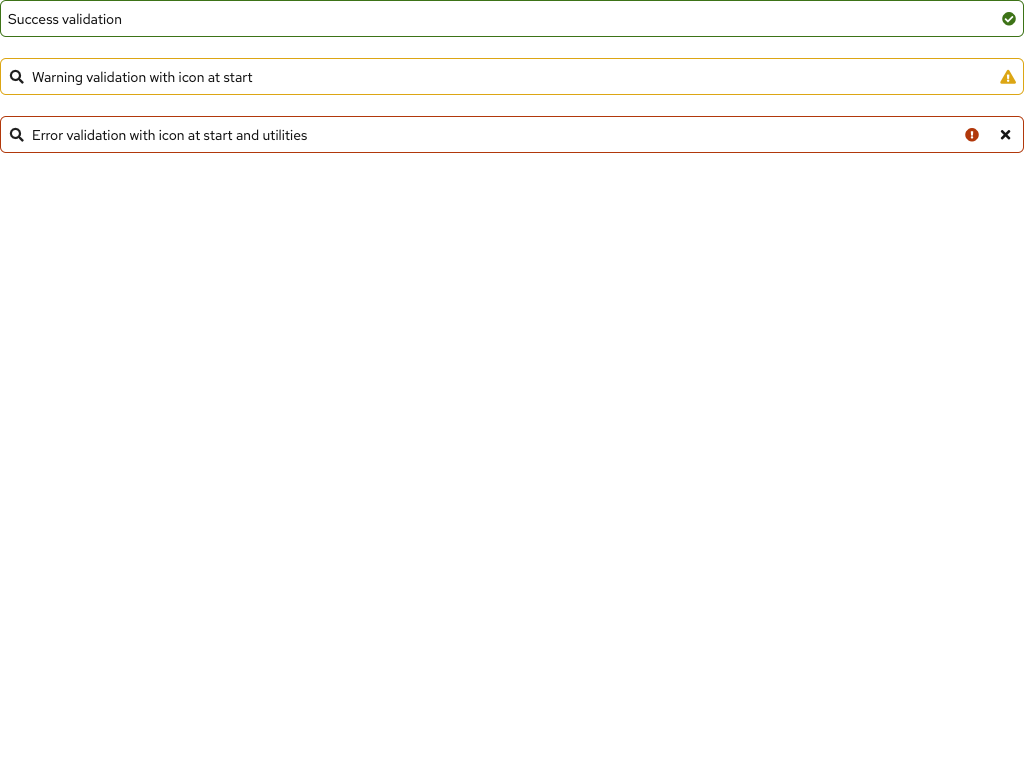 Success validation
Warning validation with icon at start
Error validation with icon at start and utilities